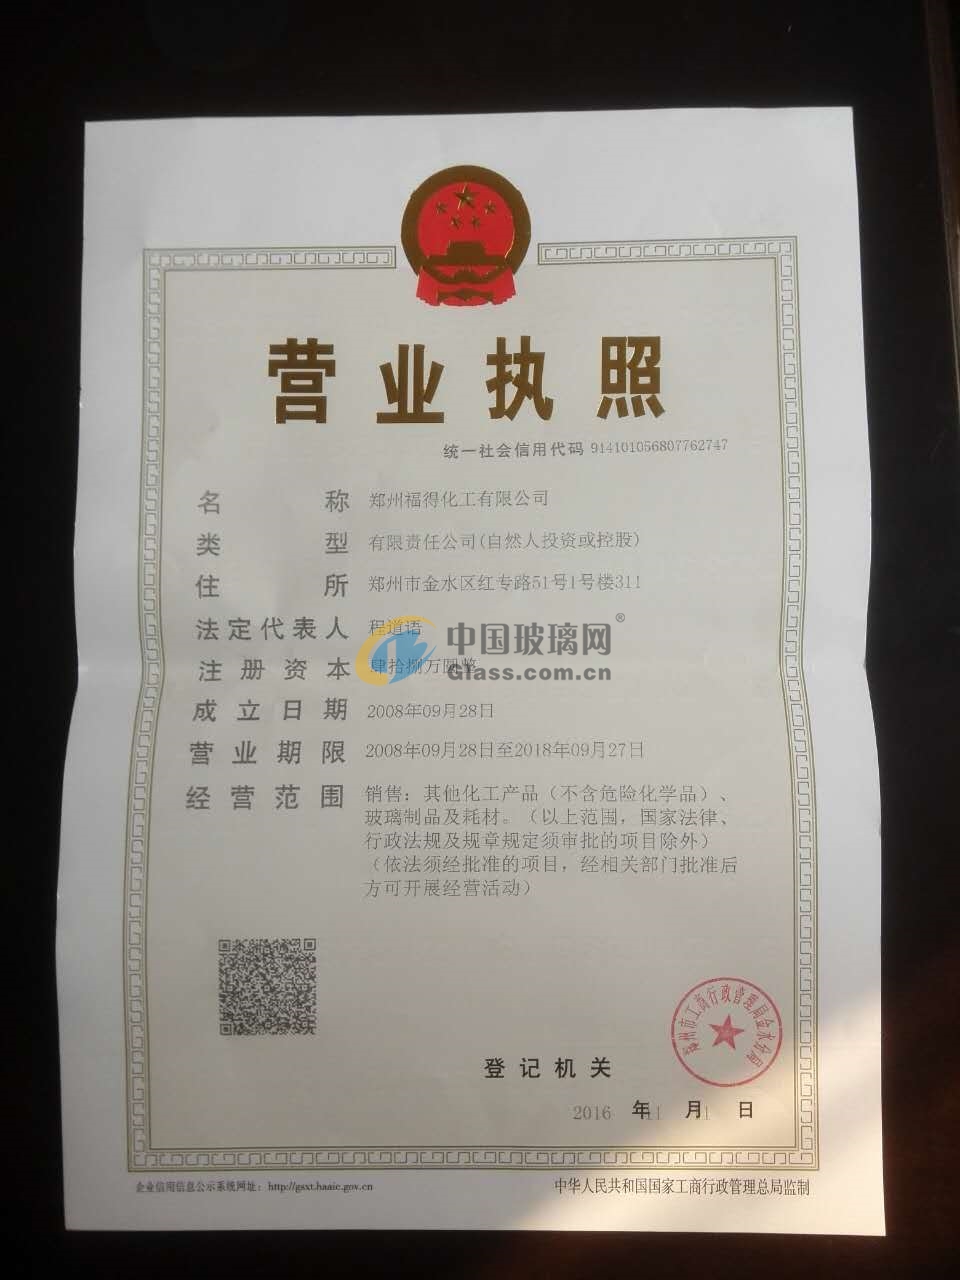 营业执照
统一社会信用代码 914101056807762747
名称 郑州福得化工有限公司
类型 有限责任公司(自然人投资或控股)
住所 郑州市金水区红专路51号1号楼311
法定代表人 程道语
中国玻璃网®
注册资本 肆拾捌万圆整
Glass.com.cn
成立日期 2008年09月28日
营业期限 2008年09月28日至2018年09月27日
经营范围 销售：其他化工产品（不含危险化学品）、
玻璃制品及耗材。（以上范围，国家法律、
行政法规及规章规定须审批的项目除外）
（依法须经批准的项目，经相关部门批准后
方可开展经营活动）
郑州市工商行政管理局金水分局
登记机关
2016 年11 月1 日
企业信用信息公示系统网址：http://gsxt.haaic.gov.cn
中华人民共和国国家工商行政管理总局监制